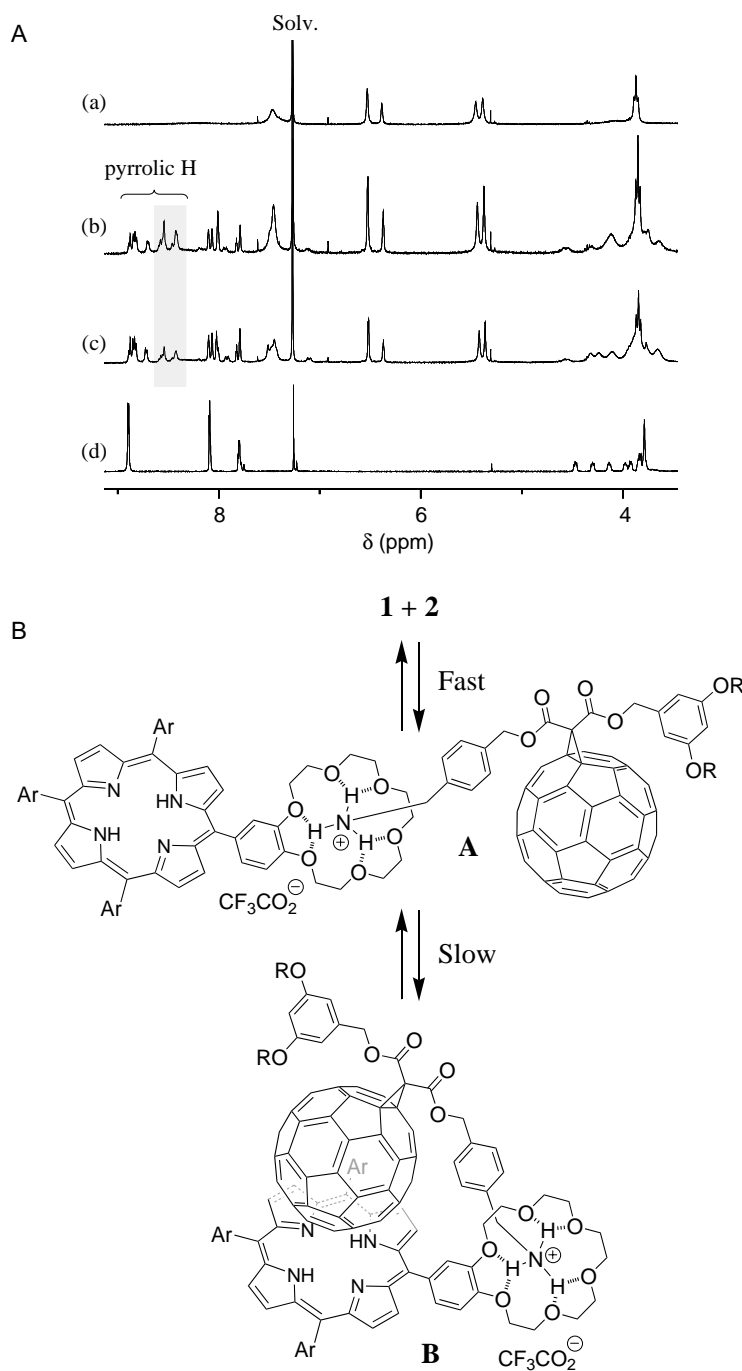 A
Solv.
(a)
pyrrolic H
(b)
(c)
(d)
8 6 4
δ (ppm)
B
1 + 2
Fast
O O OR
Ar O O
N O O OR
Ar HN O H O
NH N O H N H O
⊕ A
O O
Ar CF₃CO₂⊖
Slow
RO
O
RO O O
O
Ar
O H O
Ar N HN O H N ⊕
NH N O H O
O O
Ar B CF₃CO₂⊖